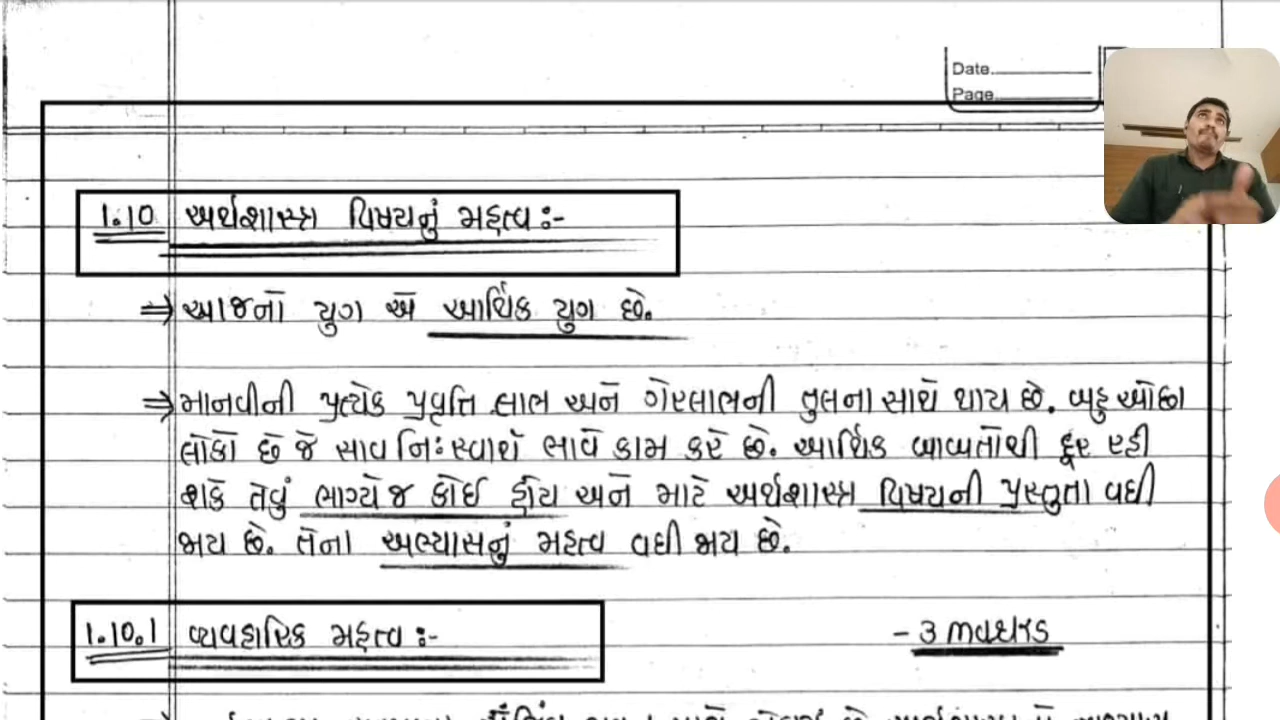 Date.
Page
1.10 અર્થશાસ્ત્ર વિષયનું મહત્વ :-
⇒ આજનો યુગ એ આર્થિક યુગ છે.
⇒ માનવીની પ્રત્યેક પ્રવૃત્તિ લાભ અને ગેરલાભની તુલના સાથે થાય છે. બહુ ઓછા
લોકો છે જે સાવ નિઃસ્વાર્થે ભાવે કામ કરે છે. આર્થિક બાબતોથી દૂર રહી
શકે તેવું ભાગ્યે જ કોઈ હોય અને માટે અર્થશાસ્ત્ર વિષયની પ્રસ્તુતા વધી
જાય છે. તેના અભ્યાસનું મહત્વ વધી જાય છે.
1.10.1 વ્યવહારિક મહત્વ :-
- 3